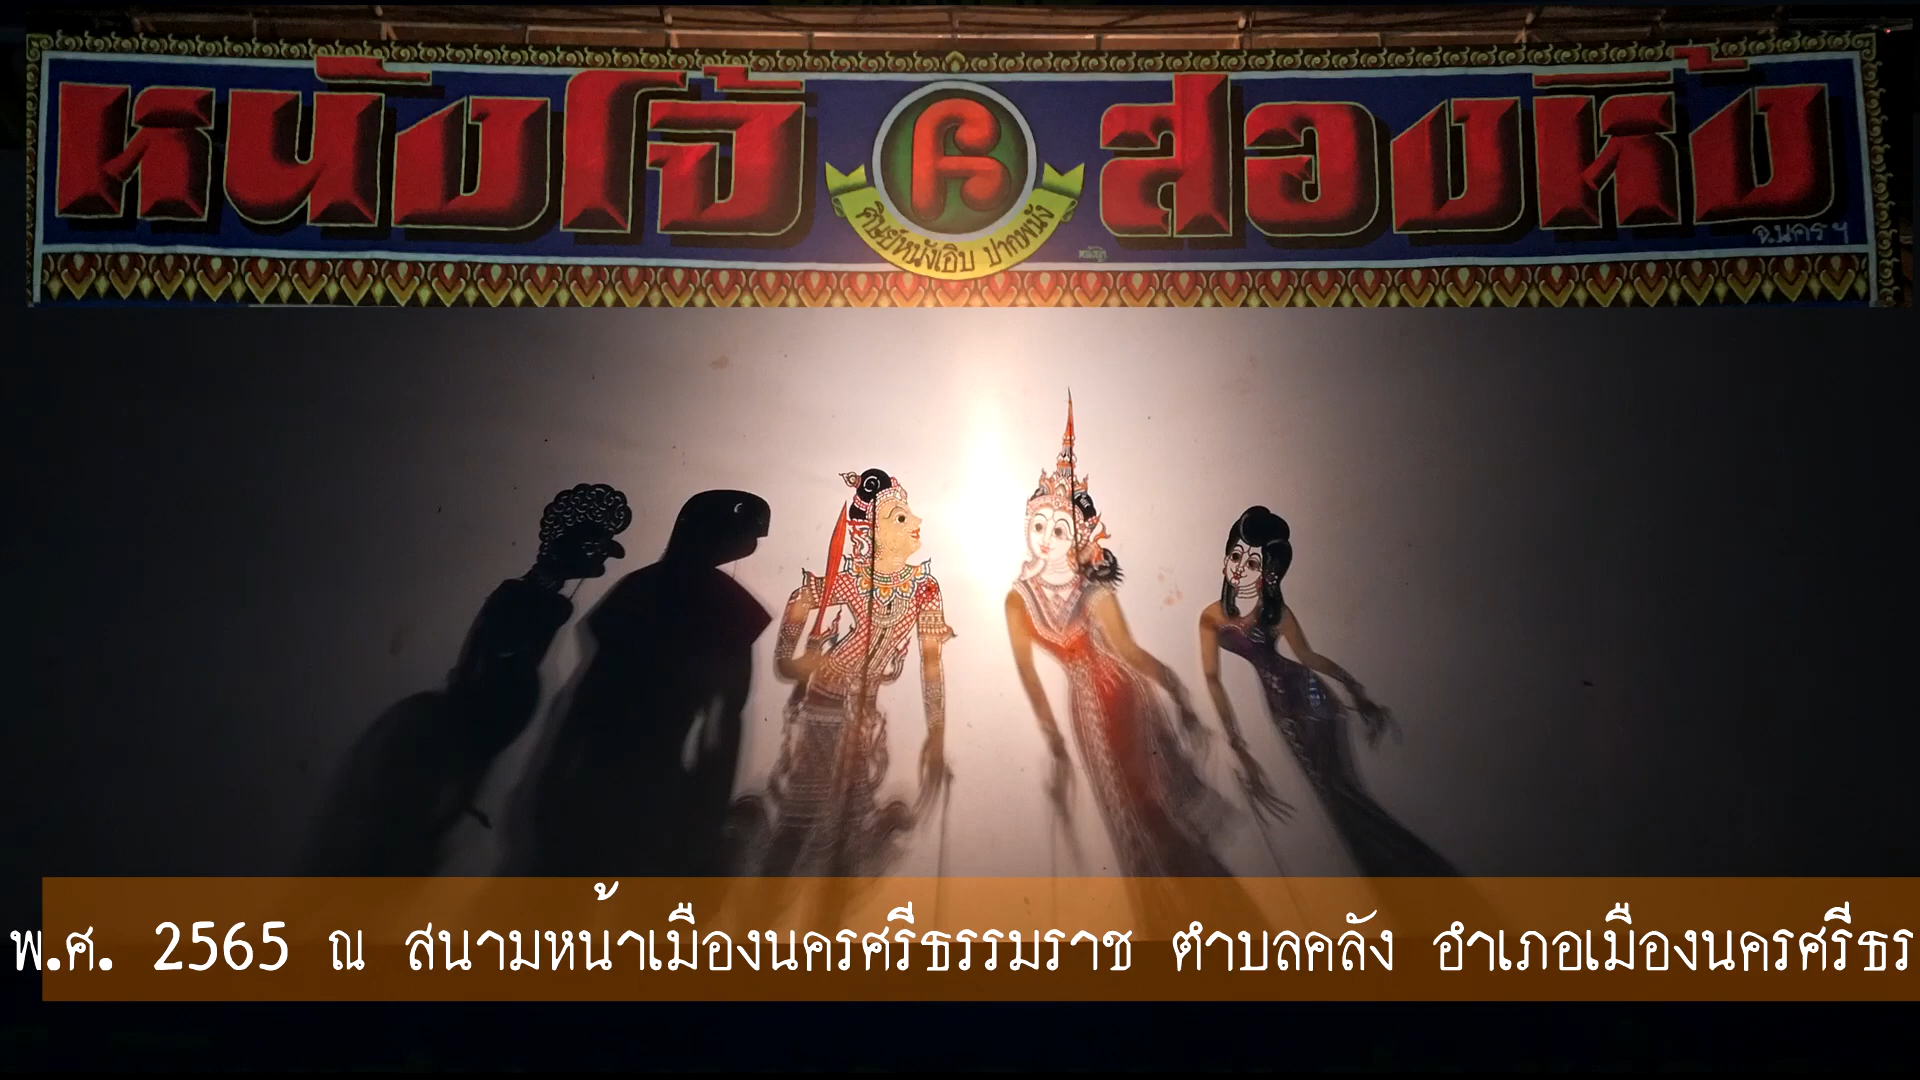 หนังโจ้ ค สองหิ้ง
ศิษย์หนังเอิบ ปากพนัง
จ.นครฯ
พ.ศ. 2565 ณ สนามหน้าเมืองนครศรีธรรมราช ตำบลคลัง อำเภอเมืองนครศรีธร